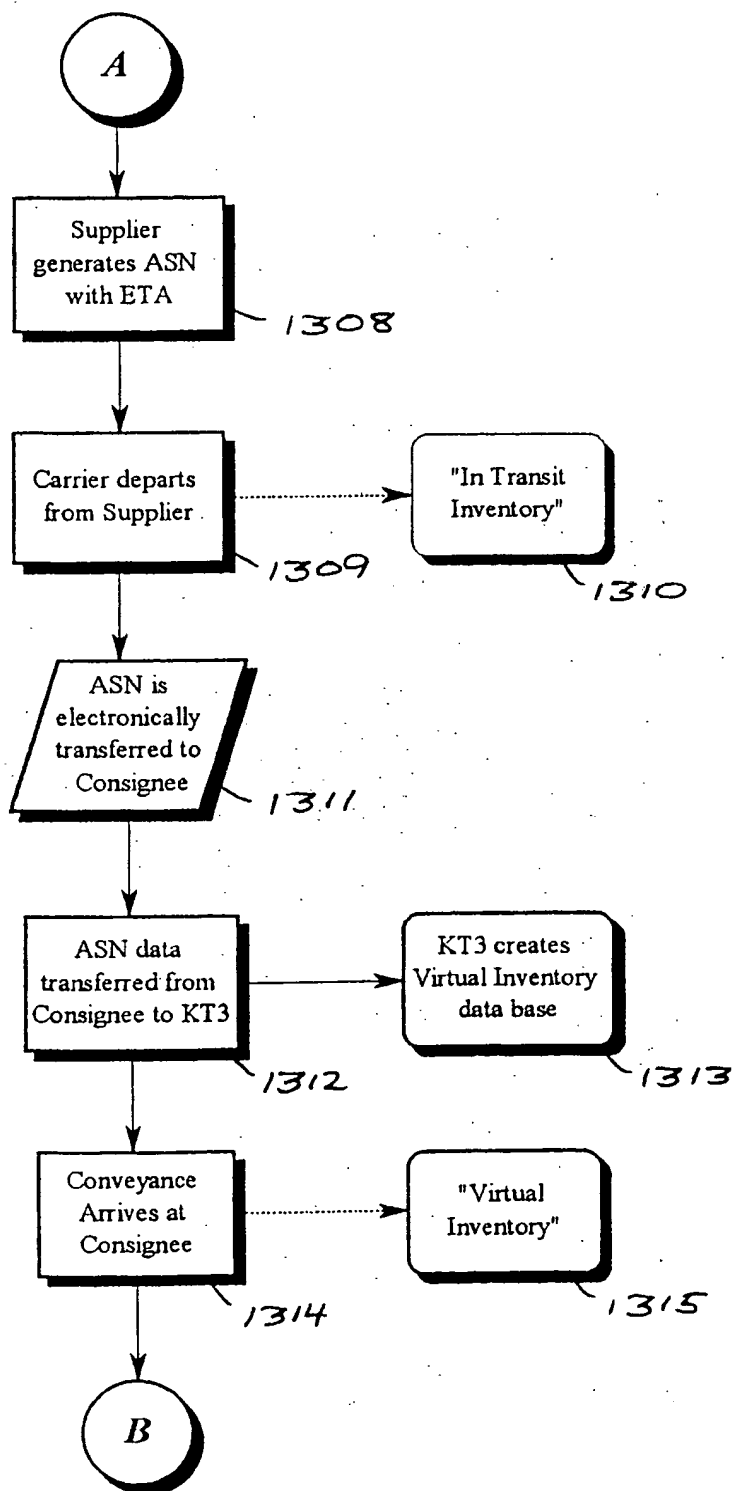 A
Supplier
generates ASN
with ETA
1308
Carrier departs
from Supplier
1309
"In Transit
Inventory"
1310
ASN is
electronically
transferred to
Consignee
1311
ASN data
transferred from
Consignee to KT3
1312
KT3 creates
Virtual Inventory
data base
1313
Conveyance
Arrives at
Consignee
1314
"Virtual
Inventory"
1315
B